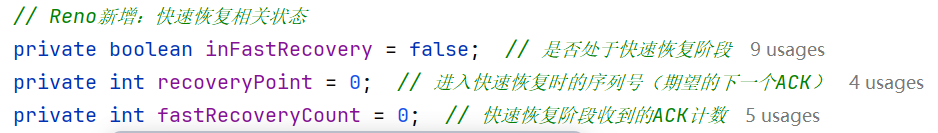 // Reno新增：快速恢复相关状态
private boolean inFastRecovery = false;  // 是否处于快速恢复阶段  9 usages
private int recoveryPoint = 0;  // 进入快速恢复时的序列号（期望的下一个ACK）  4 usages
private int fastRecoveryCount = 0;  // 快速恢复阶段收到的ACK计数  5 usages